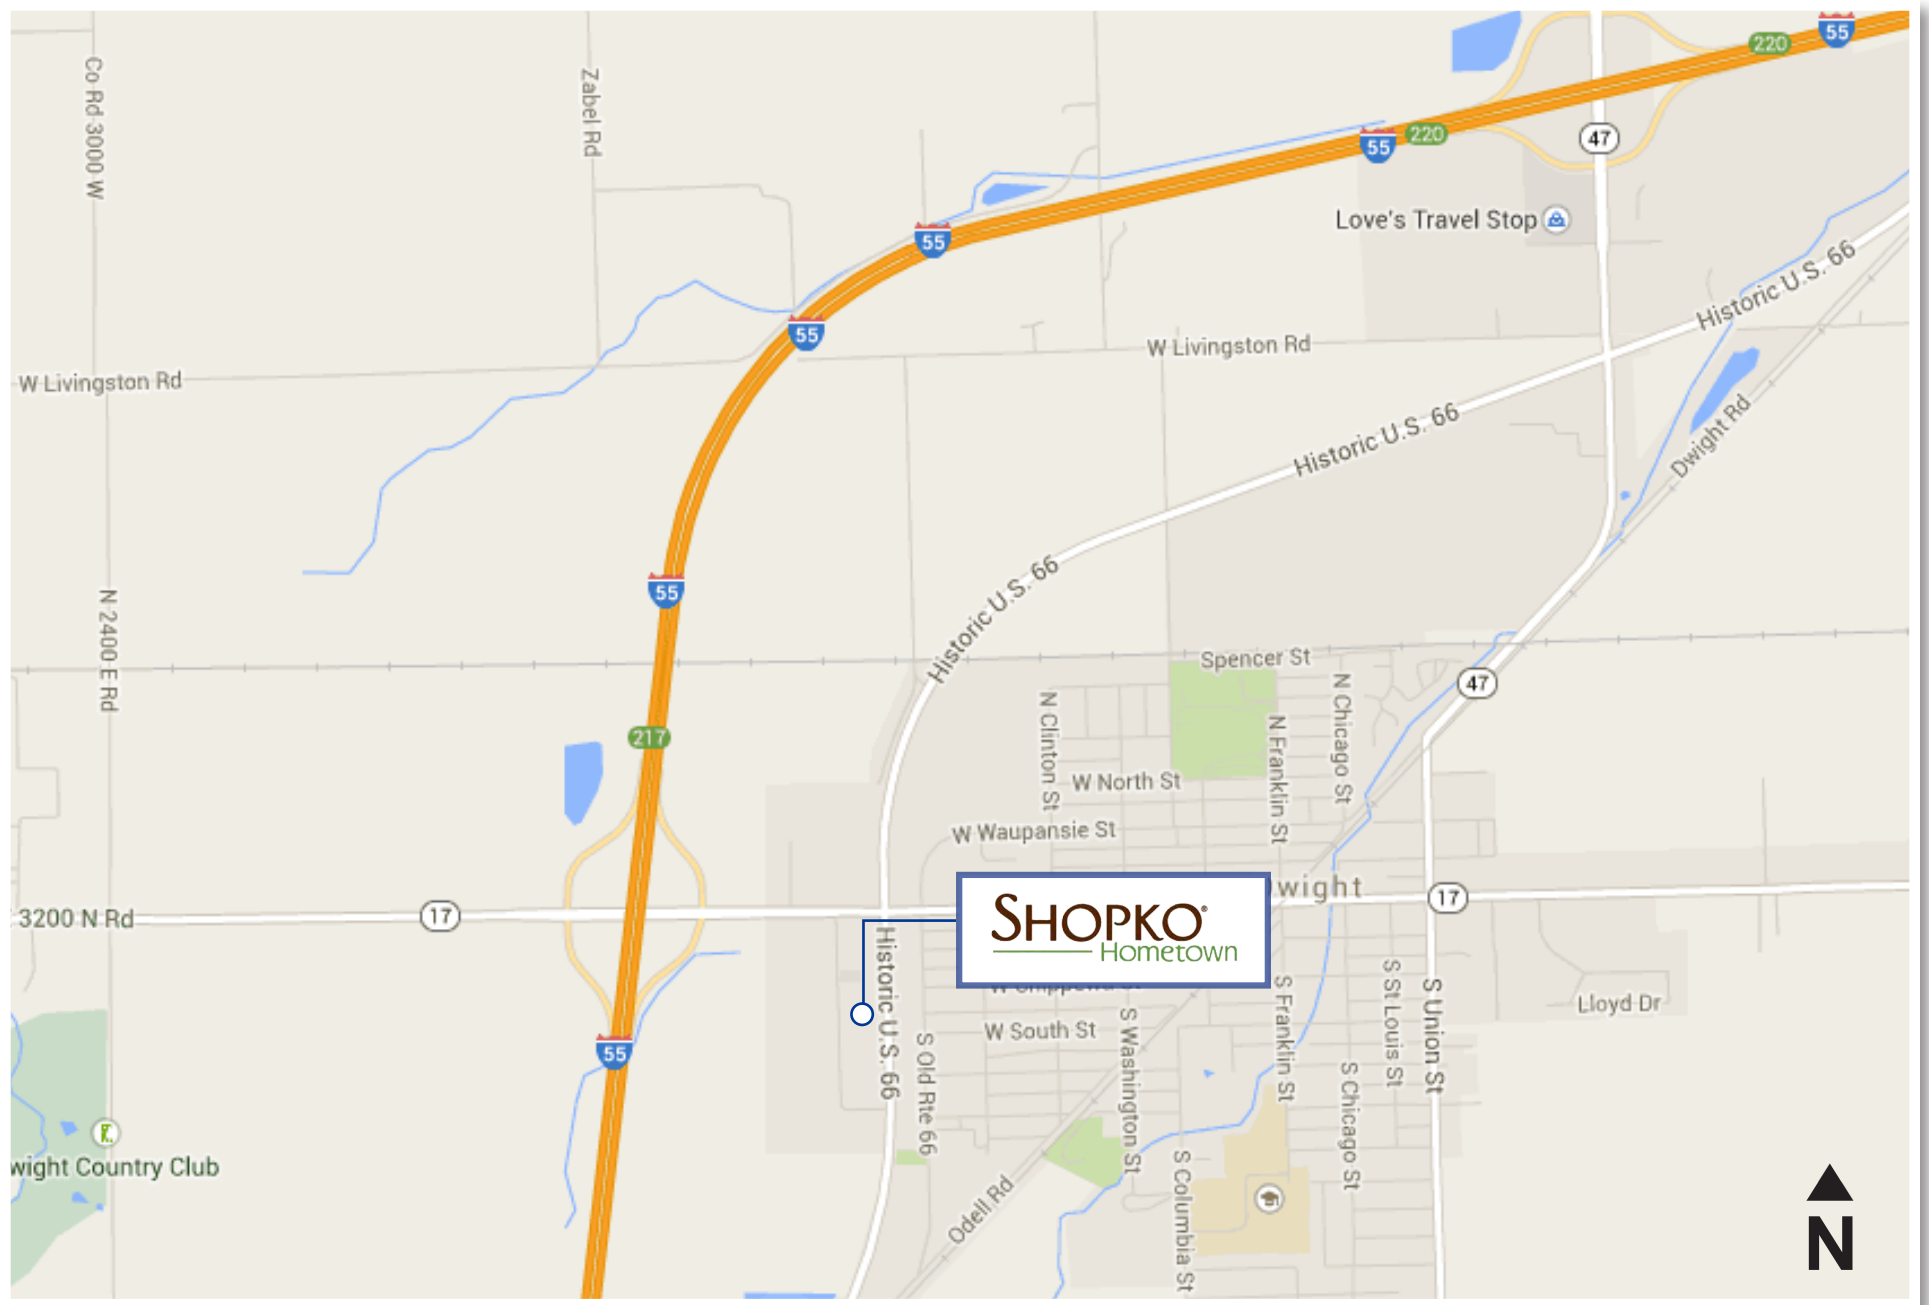 55
220
Co Rd 3000 W
Zabel Rd
220
55
47
Love's Travel Stop
55
Historic U.S. 66
55
W Livingston Rd
W Livingston Rd
Historic U.S. 66
Dwight Rd
Historic U.S. 66
55
N 2400 E Rd
Spencer St
47
N Clinton St
N Franklin St
N Chicago St
217
W North St
W Waupansie St
wight
17
3200 N Rd
17
SHOPKO
Hometown
Historic U.S. 66
S Franklin St
S St Louis St
S Union St
Lloyd Dr
W South St
55
S Old Rte 66
S Washington St
S Chicago St
wight Country Club
Odell Rd
S Columbia St
N